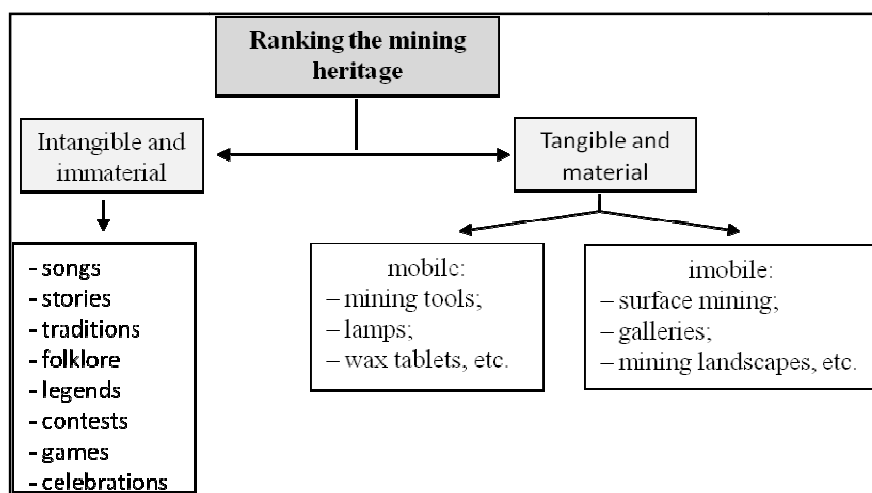 Ranking the mining
heritage
Intangible and
immaterial
Tangible and
material
- songs
- stories
- traditions
- folklore
- legends
- contests
- games
- celebrations
mobile:
– mining tools;
– lamps;
– wax tablets, etc.
imobile:
– surface mining;
– galleries;
– mining landscapes, etc.